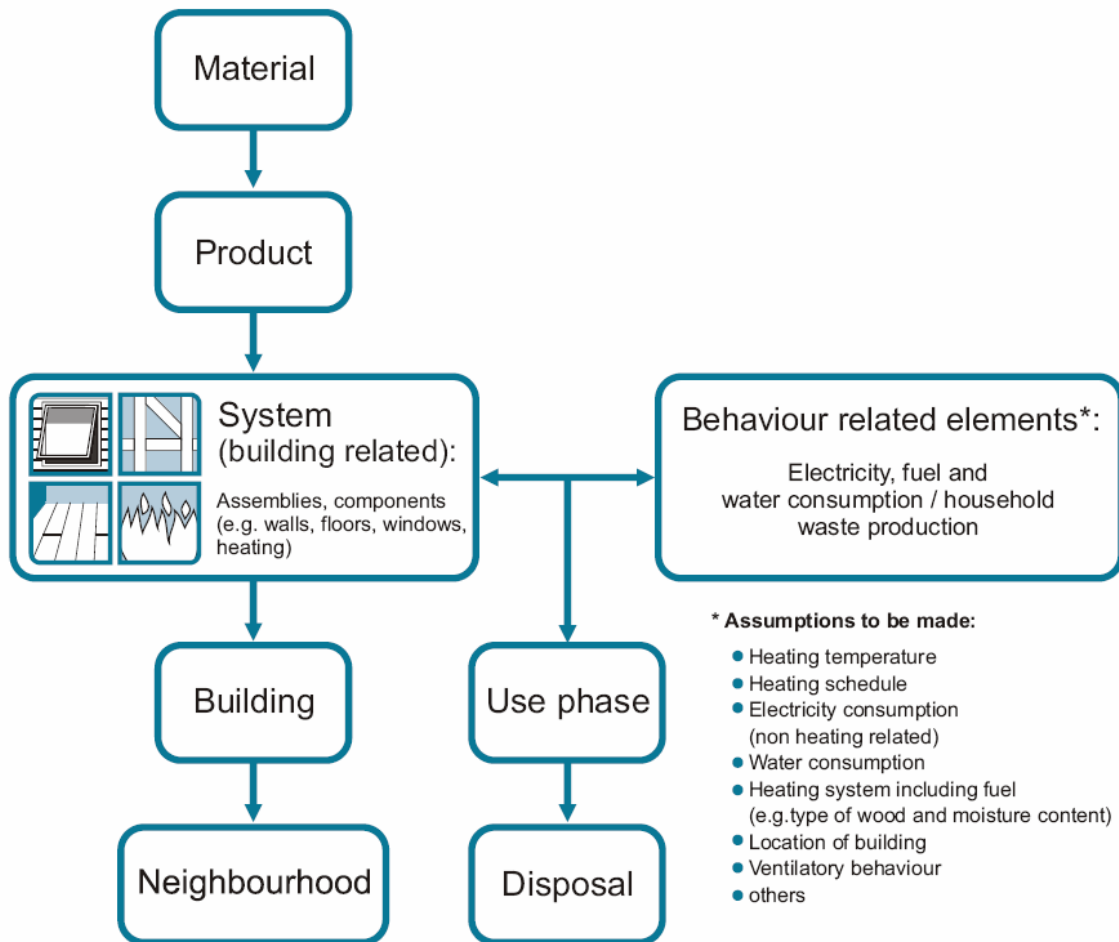 Material
Product
System
(building related):
Assemblies, components
(e.g. walls, floors, windows,
heating)
Behaviour related elements*:
Electricity, fuel and
water consumption / household
waste production
Building
Use phase
Neighbourhood
Disposal
* Assumptions to be made:
Heating temperature
Heating schedule
Electricity consumption
(non heating related)
Water consumption
Heating system including fuel
(e.g.type of wood and moisture content)
Location of building
Ventilatory behaviour
others